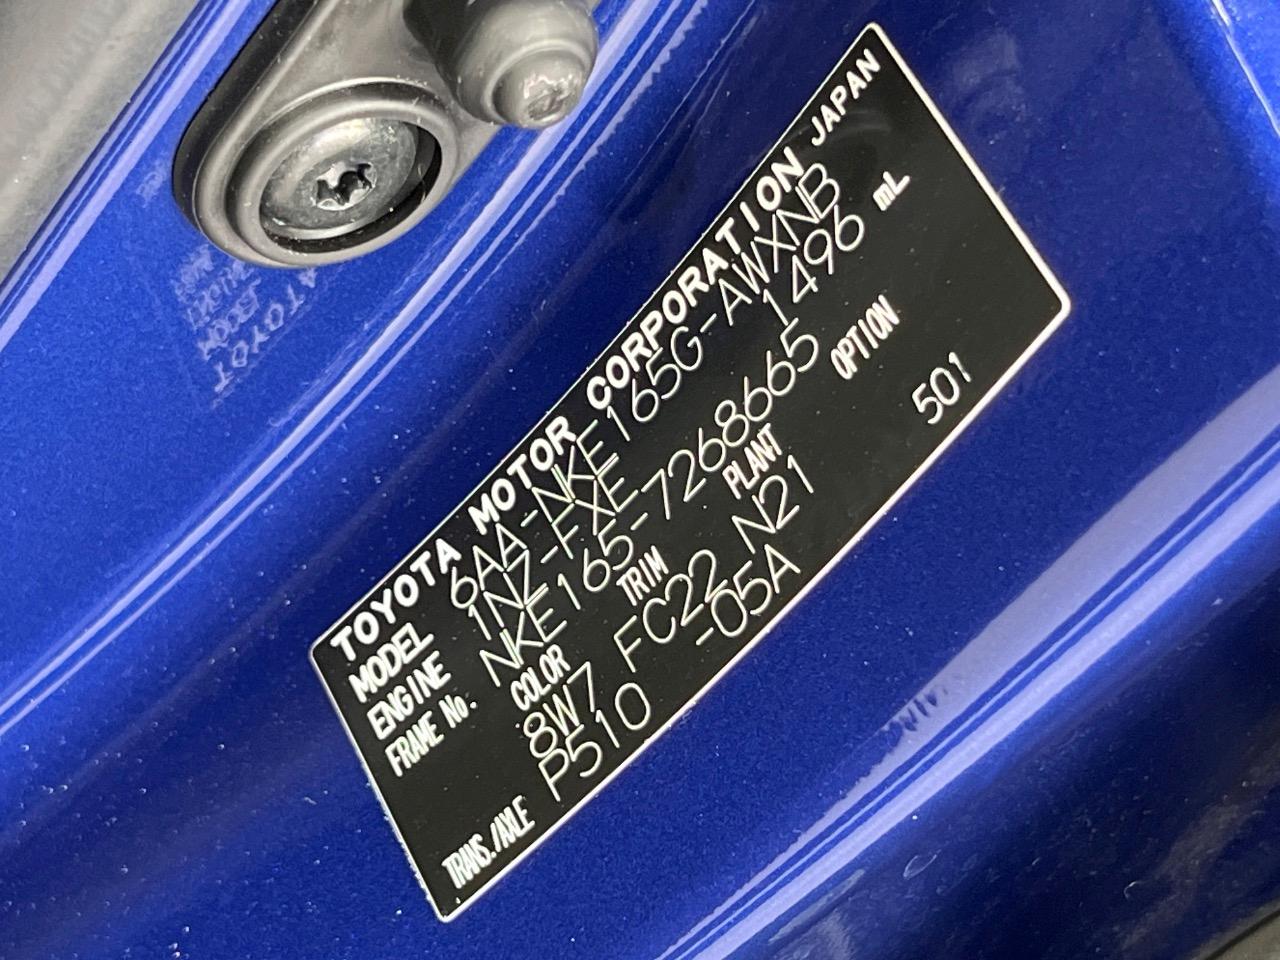 TOYOTA MOTOR CORPORATION JAPAN
MODEL 6AA-NKE165G-AWXNB
ENGINE 1NZ-FXE 1496 mL
FRAME No. NKE165-7268665
COLOR TRIM PLANT OPTION
8W7 FC22 N21 501
TRANS./AXLE P510 -05A